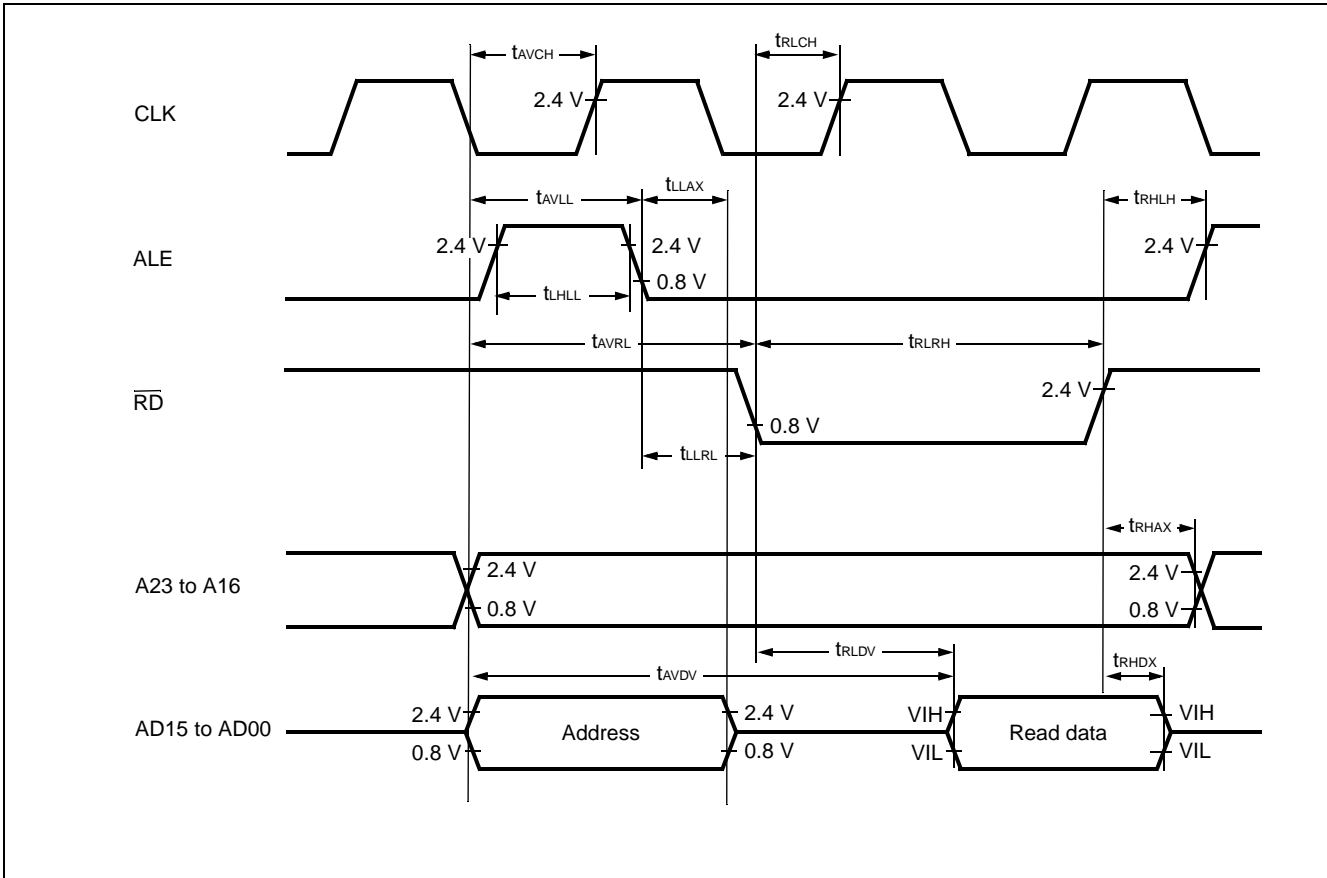 tAVCH
tRLCH
CLK
2.4 V
2.4 V
tAVLL
tLLAX
tRHLH
ALE
2.4 V
2.4 V
2.4 V
0.8 V
tLHLL
tAVRL
tRLRH
RD
2.4 V
0.8 V
tLLRL
tRHAX
A23 to A16
2.4 V
2.4 V
0.8 V
0.8 V
tRLDV
tAVDV
tRHDX
AD15 to AD00
2.4 V
Address
2.4 V
VIH
Read data
VIH
0.8 V
0.8 V
VIL
VIL